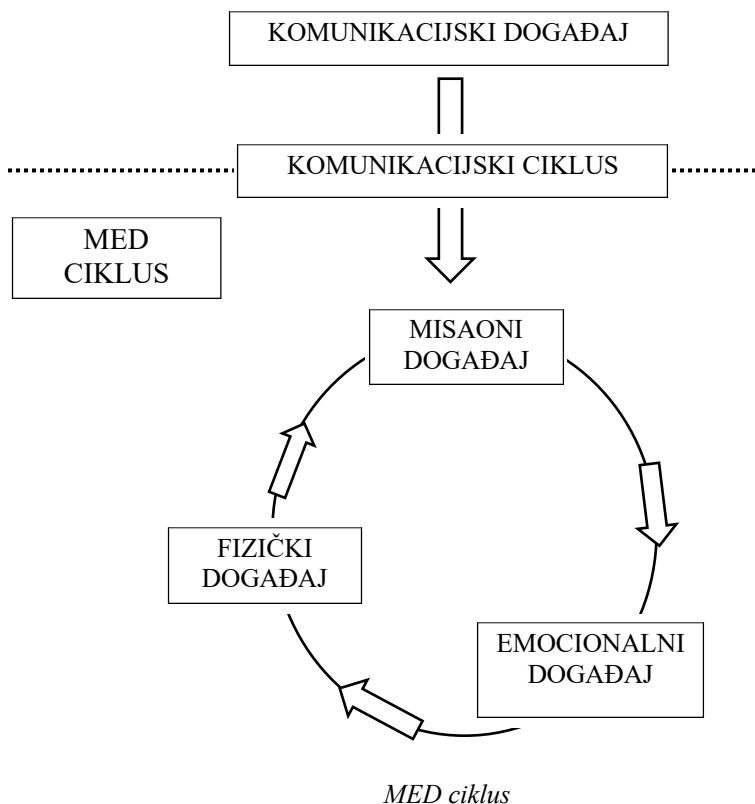 KOMUNIKACIJSKI DOGAĐAJ
KOMUNIKACIJSKI CIKLUS
MED
CIKLUS
MISAONI
DOGAĐAJ
FIZIČKI
DOGAĐAJ
EMOCIONALNI
DOGAĐAJ
MED ciklus